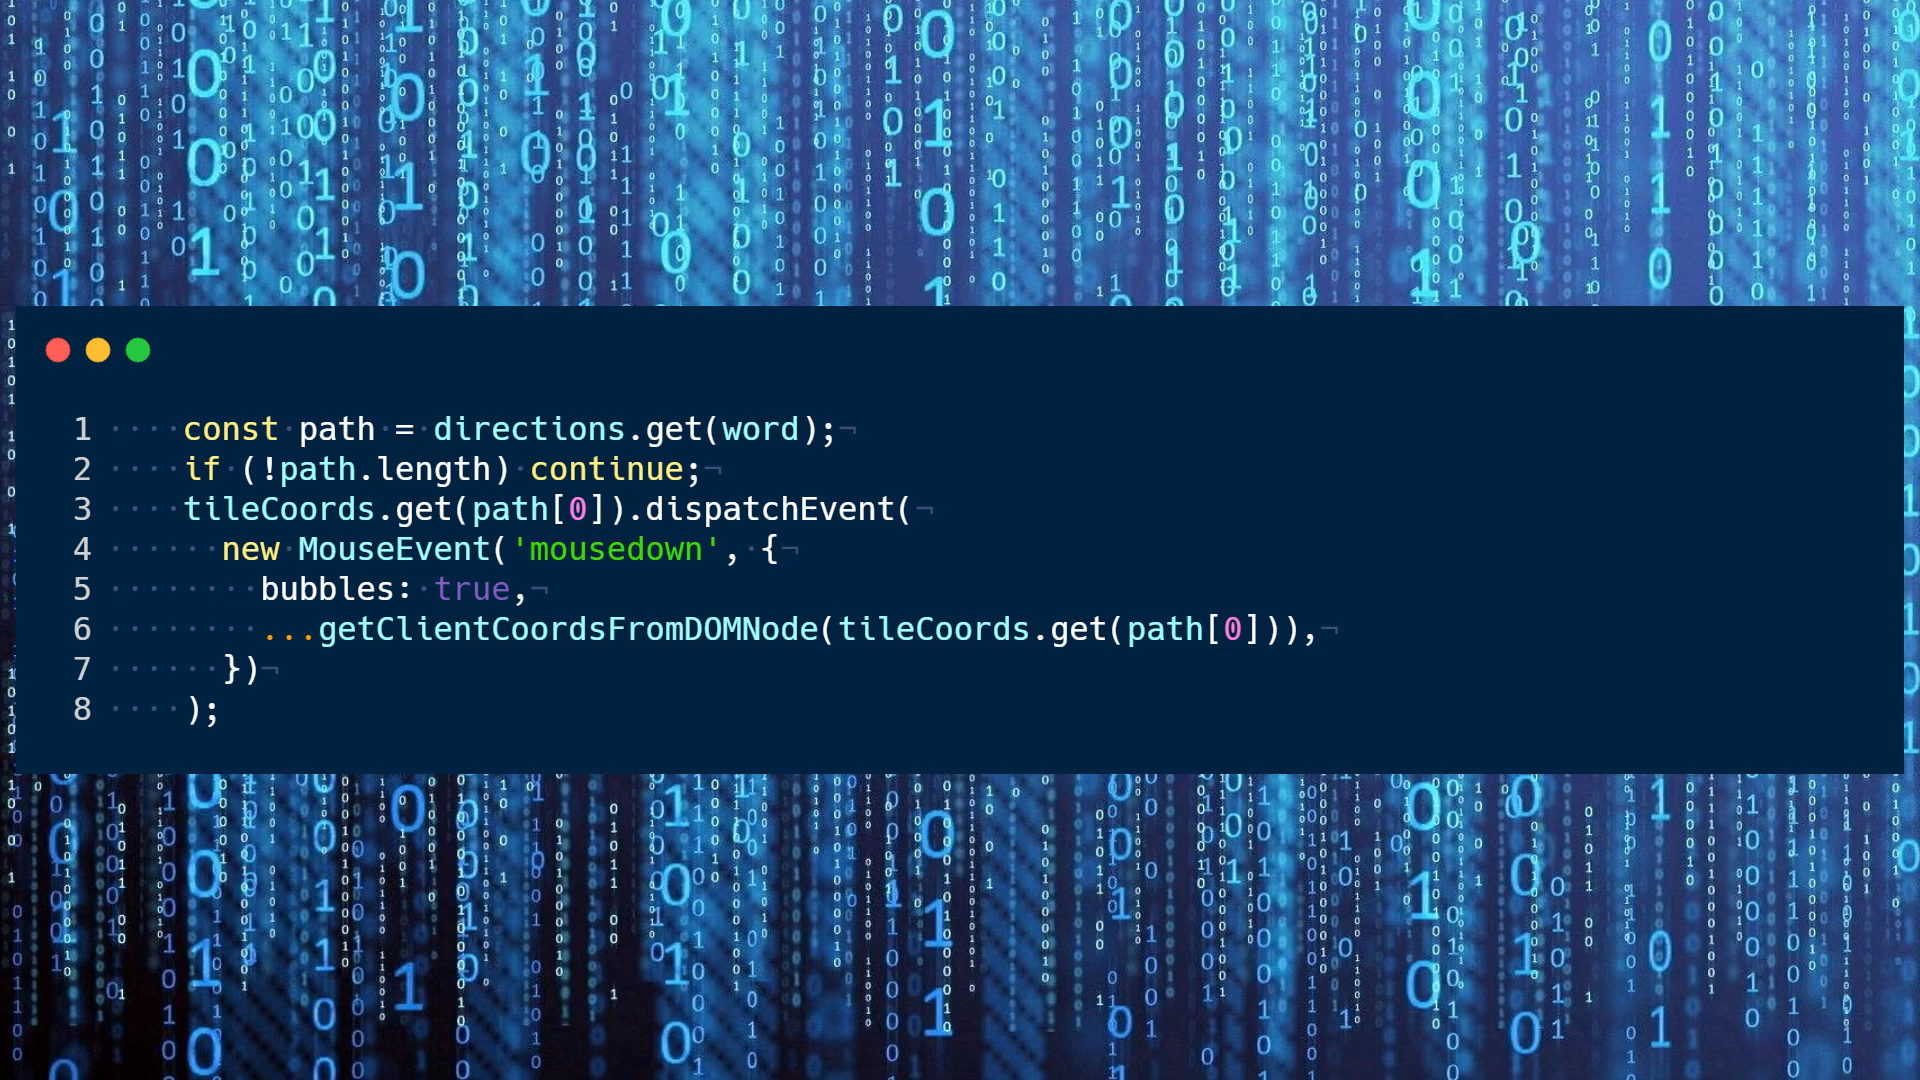 1 ····const·path·=·directions.get(word);¬
2 ····if·(!path.length)·continue;¬
3 ····tileCoords.get(path[0]).dispatchEvent(¬
4 ······new·MouseEvent('mousedown',·{¬
5 ········bubbles:·true,¬
6 ········...getClientCoordsFromDOMNode(tileCoords.get(path[0])),¬
7 ······})¬
8 ····);